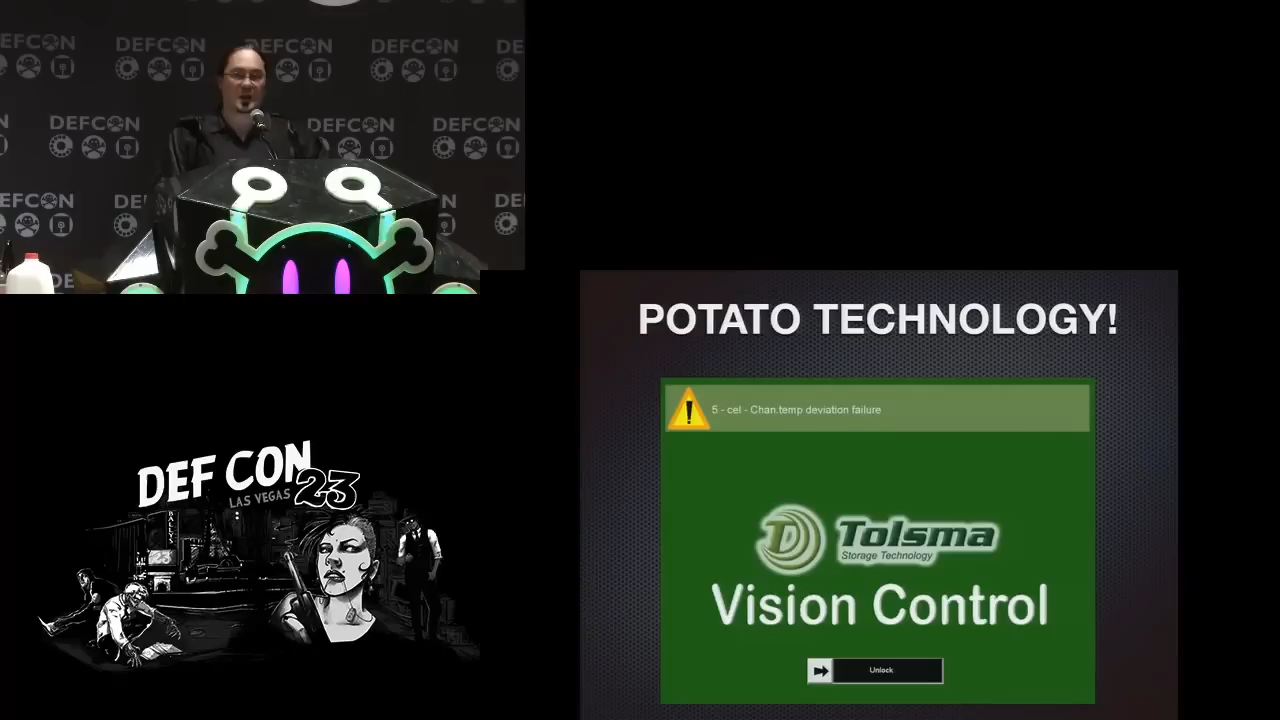 DEFCON DEFCON DEFCON
DEFCON DEFCON DEFCON
DEFCON
POTATO TECHNOLOGY!
5 - cel - Chan.temp deviation failure
Tolsma
Storage Technology
Vision Control
Unlock
DEF CON
LAS VEGAS 23
BALLYS